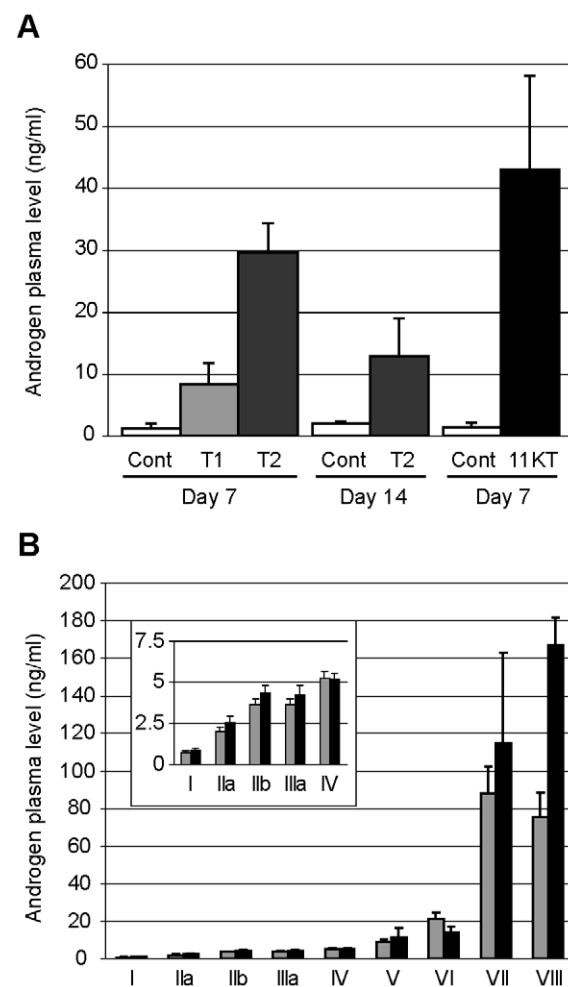 A
Androgen plasma level (ng/ml)
60
50
40
30
20
10
0
Cont T1 T2 Cont T2 Cont 11KT
Day 7 Day 14 Day 7
B
Androgen plasma level (ng/ml)
200
180
160
140
120
100
80
60
40
20
0
7.5
5
2.5
0
I IIa IIb IIIa IV
I IIa IIb IIIa IV V VI VII VIII